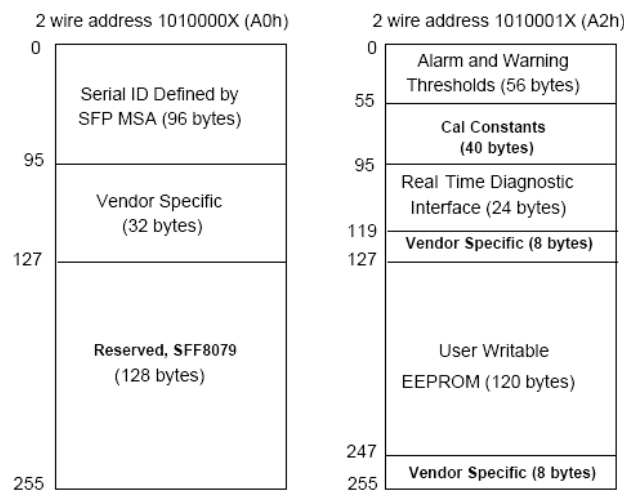 2 wire address 1010000X (A0h)
0
Serial ID Defined by
SFP MSA (96 bytes)
95
Vendor Specific
(32 bytes)
127
Reserved, SFF8079
(128 bytes)
255
2 wire address 1010001X (A2h)
0
Alarm and Warning
Thresholds (56 bytes)
55
Cal Constants
(40 bytes)
95
Real Time Diagnostic
Interface (24 bytes)
119
Vendor Specific (8 bytes)
127
User Writable
EEPROM (120 bytes)
247
Vendor Specific (8 bytes)
255